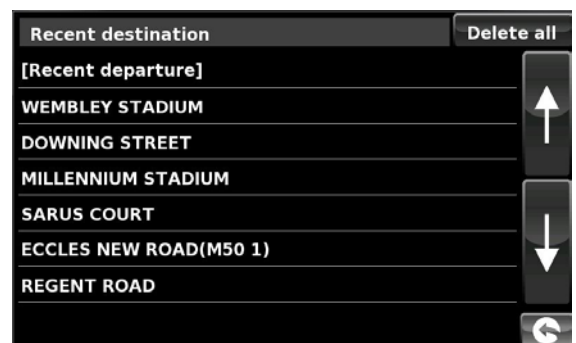 Recent destination
Delete all
[Recent departure]
WEMBLEY STADIUM
DOWNING STREET
MILLENNIUM STADIUM
SARUS COURT
ECCLES NEW ROAD(M50 1)
REGENT ROAD